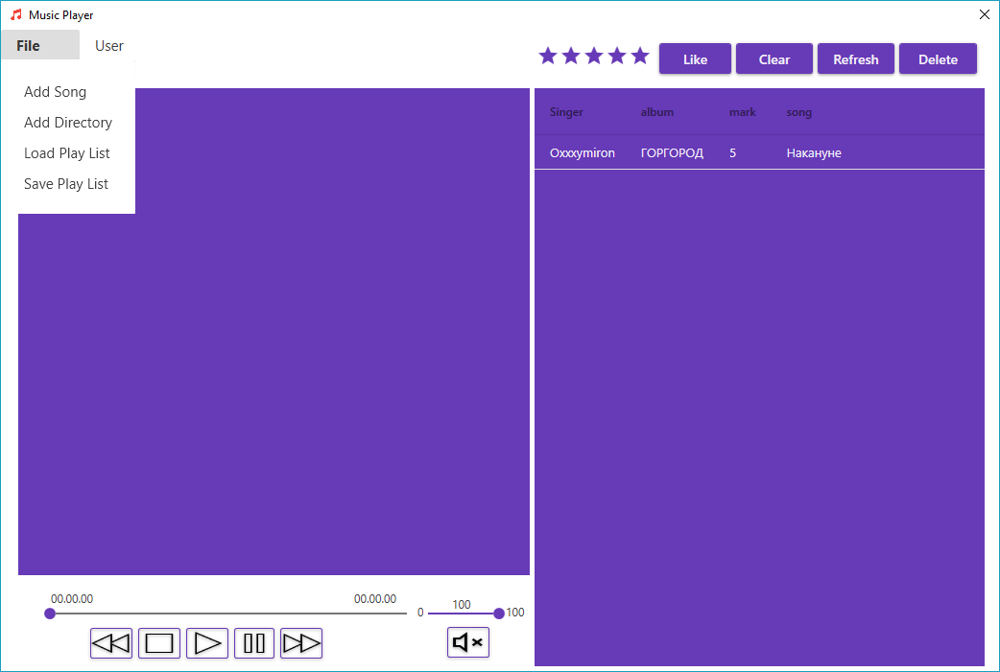 Music Player
File User
Like Clear Refresh Delete
Add Song
Add Directory
Load Play List
Save Play List
Singer album mark song
Oxxxymiron ГОРГОРОД 5 Накануне
00.00.00 00.00.00 100
0 100